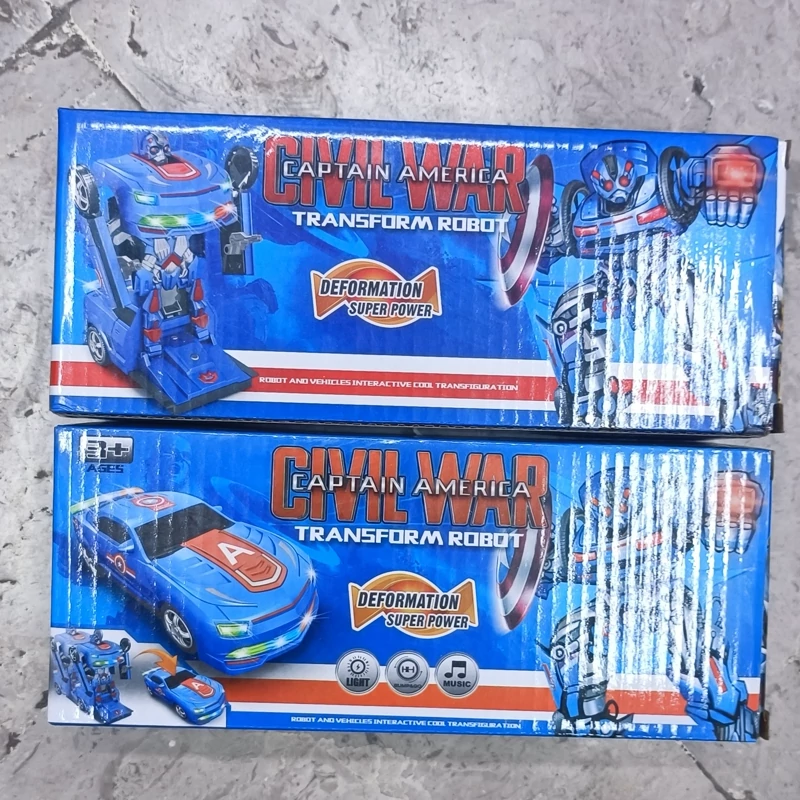 CIVIL WAR
CAPTAIN AMERICA
TRANSFORM ROBOT
DEFORMATION
SUPER POWER
ROBOT AND VEHICLES INTERACTIVE COOL TRANSFIGURATION
3+
AGES
CIVIL WAR
CAPTAIN AMERICA
TRANSFORM ROBOT
A
DEFORMATION
SUPER POWER
LIGHT
MUSIC
A
ROBOT AND VEHICLES INTERACTIVE COOL TRANSFIGURATION